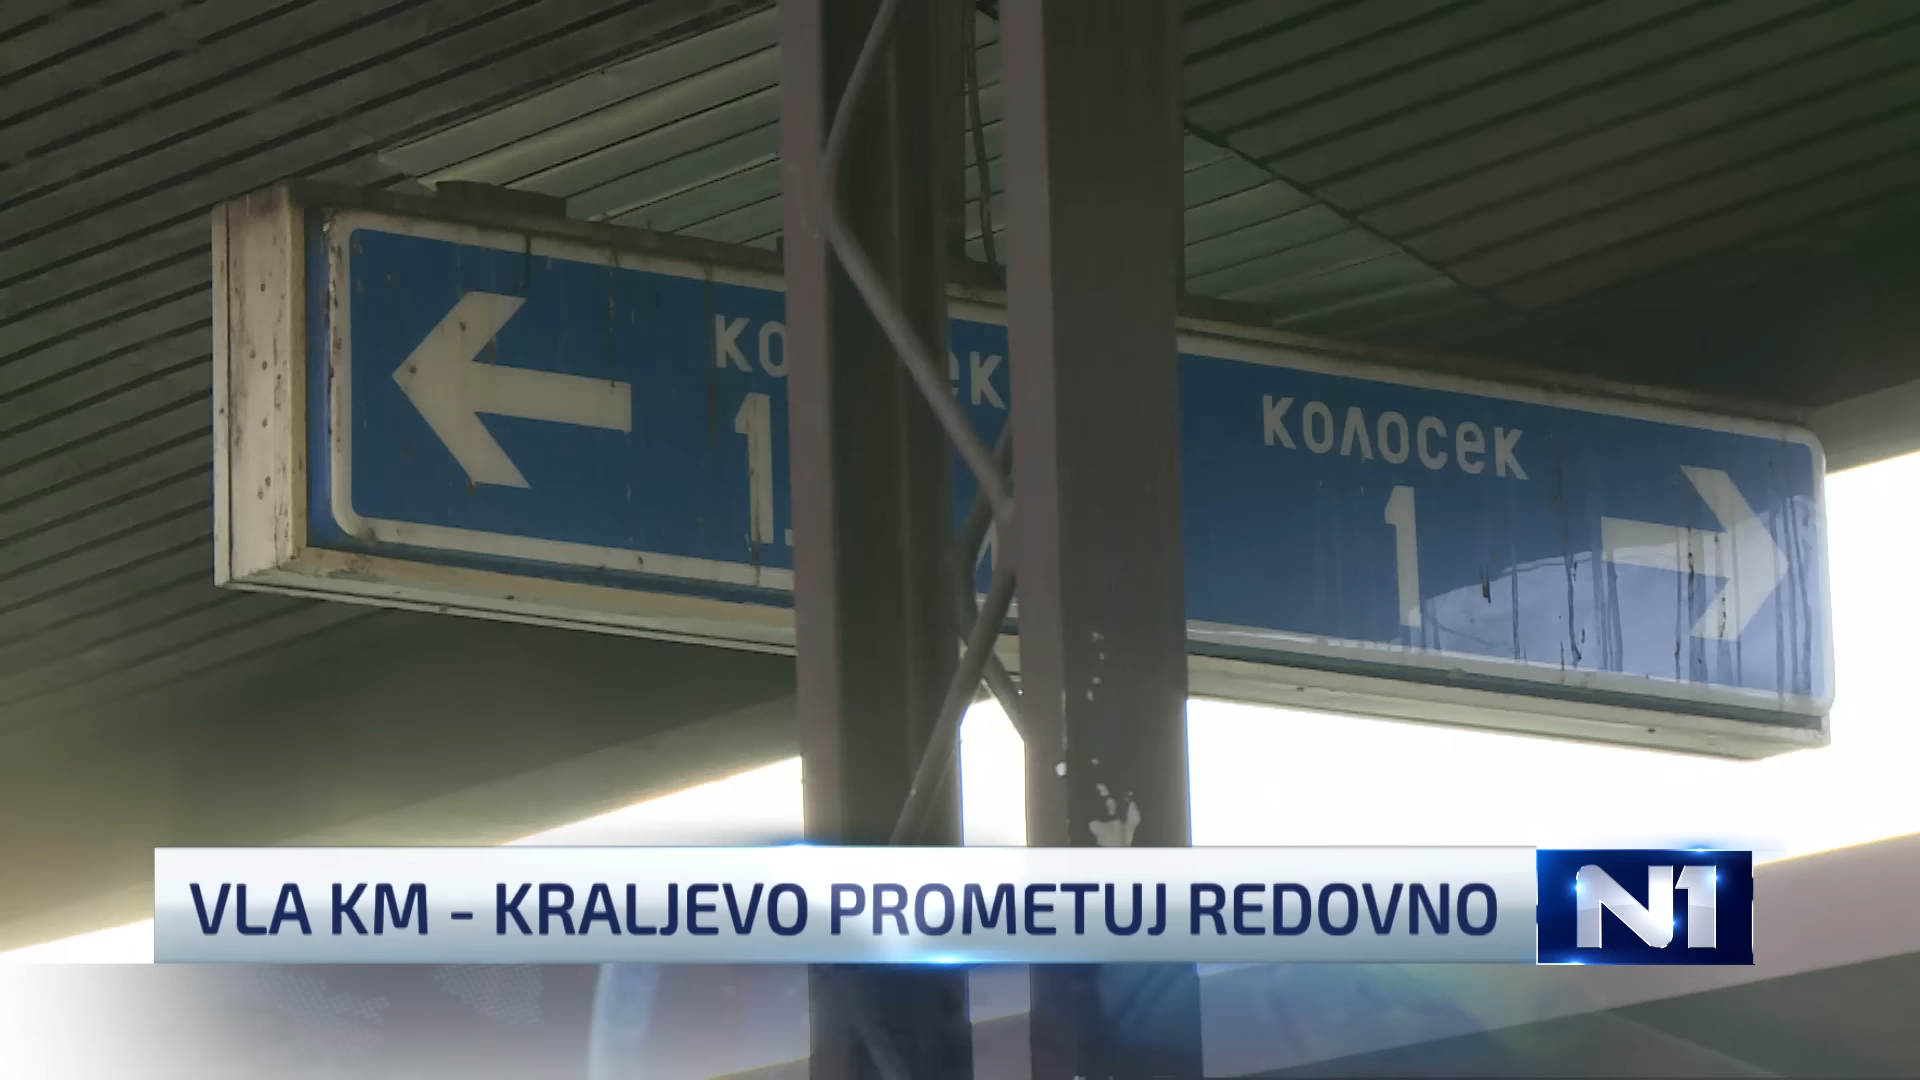 колосек
1
VLA KM - KRALJEVO PROMETUJ REDOVNO
N1